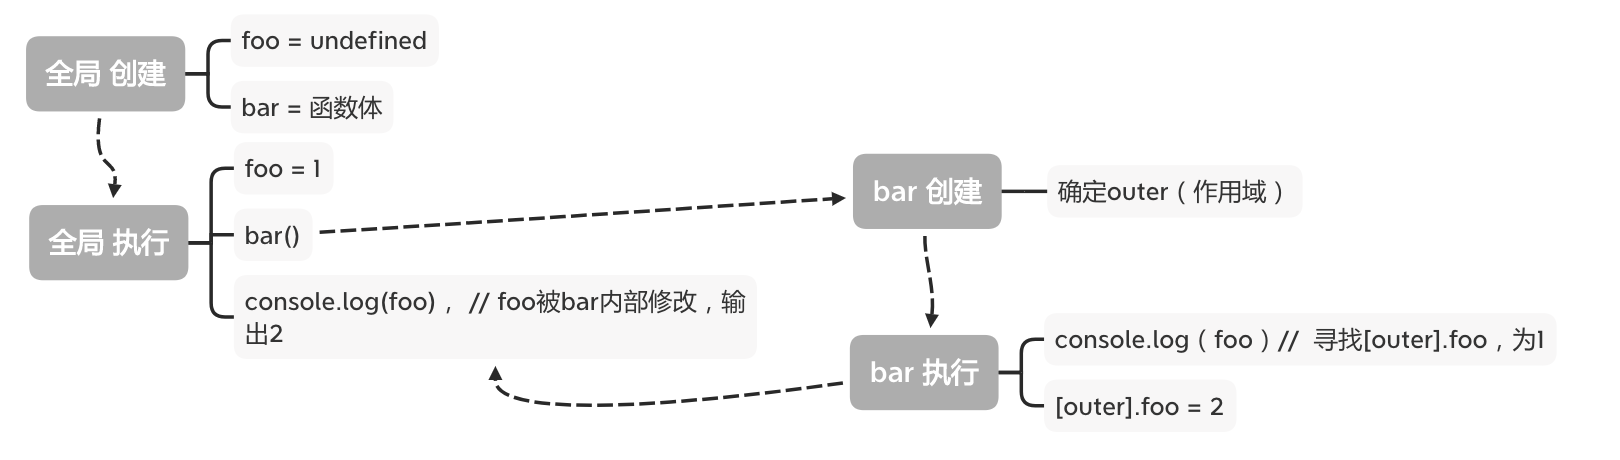 全局 创建
foo = undefined
bar = 函数体
全局 执行
foo = 1
bar()
console.log(foo) ， // foo被bar内部修改，输
出2
bar 创建
确定outer（作用域）
bar 执行
console.log（foo）// 寻找[outer].foo，为1
[outer].foo = 2